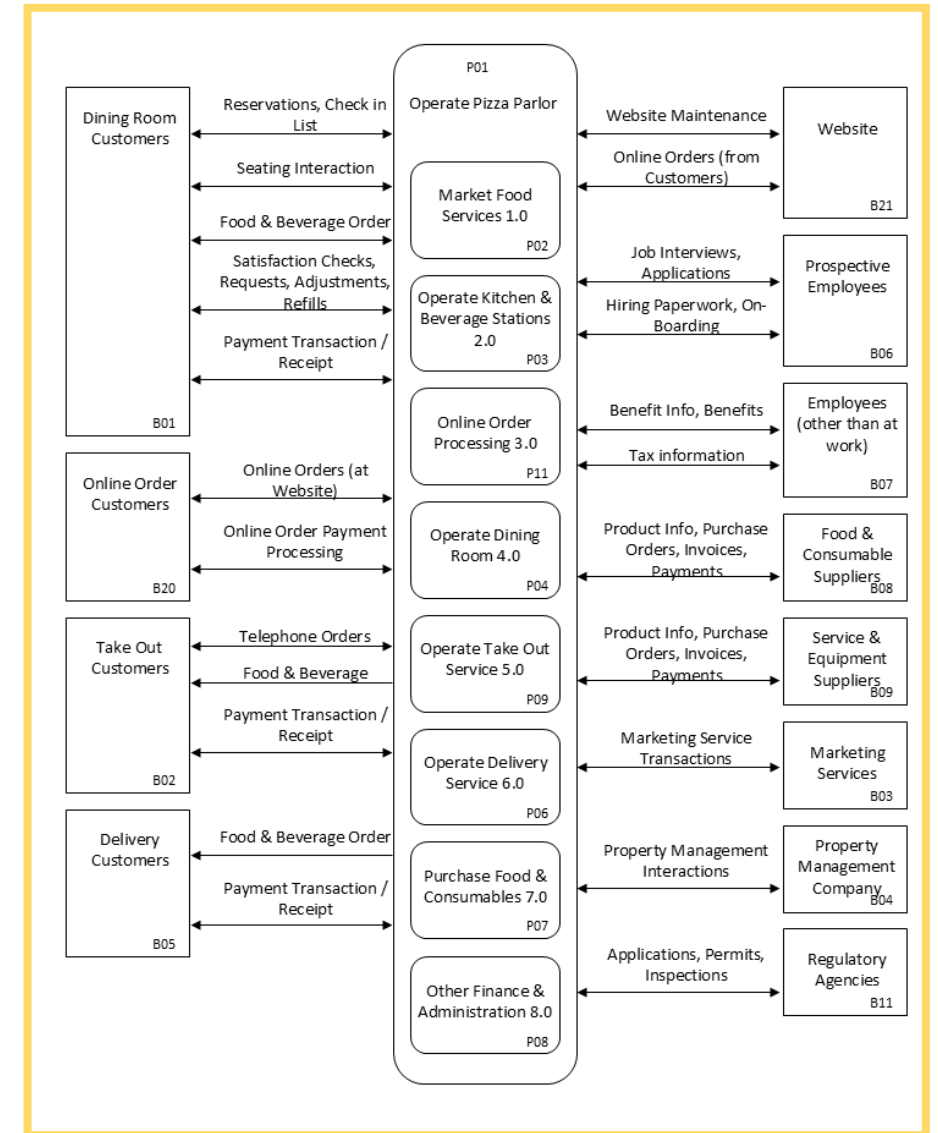 P01
Operate Pizza Parlor
Dining Room
Customers
B01
Reservations, Check in
List
Seating Interaction
Food & Beverage Order
Satisfaction Checks,
Requests, Adjustments,
Refills
Payment Transaction /
Receipt
Online Order
Customers
B20
Online Orders (at
Website)
Online Order Payment
Processing
Take Out
Customers
B02
Telephone Orders
Food & Beverage
Payment Transaction /
Receipt
Delivery
Customers
B05
Food & Beverage Order
Payment Transaction /
Receipt
Market Food
Services 1.0
P02
Operate Kitchen &
Beverage Stations
2.0
P03
Online Order
Processing 3.0
P11
Operate Dining
Room 4.0
P04
Operate Take Out
Service 5.0
P09
Operate Delivery
Service 6.0
P06
Purchase Food &
Consumables 7.0
P07
Other Finance &
Administration 8.0
P08
Website Maintenance
Online Orders (from
Customers)
Website
B21
Job Interviews,
Applications
Hiring Paperwork, On-
Boarding
Prospective
Employees
B06
Benefit Info, Benefits
Tax information
Employees
(other than at
work)
B07
Product Info, Purchase
Orders, Invoices,
Payments
Food &
Consumable
Suppliers
B08
Product Info, Purchase
Orders, Invoices,
Payments
Service &
Equipment
Suppliers
B09
Marketing Service
Transactions
Marketing
Services
B03
Property Management
Interactions
Property
Management
Company
B04
Applications, Permits,
Inspections
Regulatory
Agencies
B11